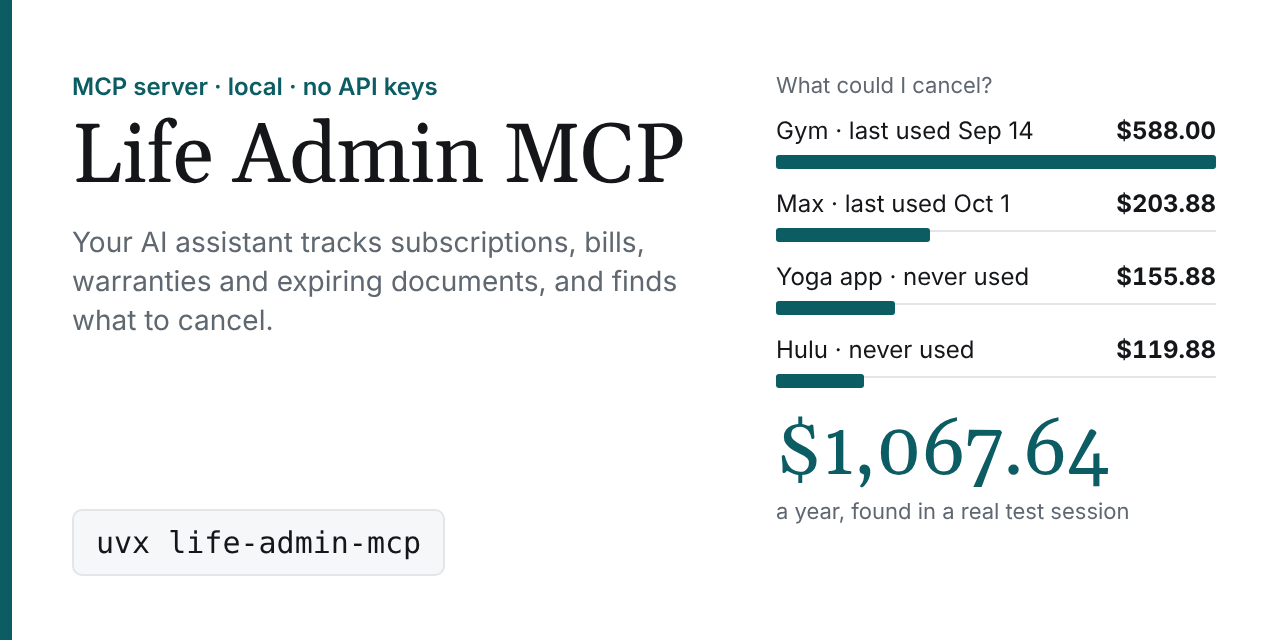 MCP server · local · no API keys
Life Admin MCP
Your AI assistant tracks subscriptions, bills,
warranties and expiring documents, and finds
what to cancel.
uvx life-admin-mcp
What could I cancel?
Gym · last used Sep 14 $588.00
Max · last used Oct 1 $203.88
Yoga app · never used $155.88
Hulu · never used $119.88
$1,067.64
a year, found in a real test session